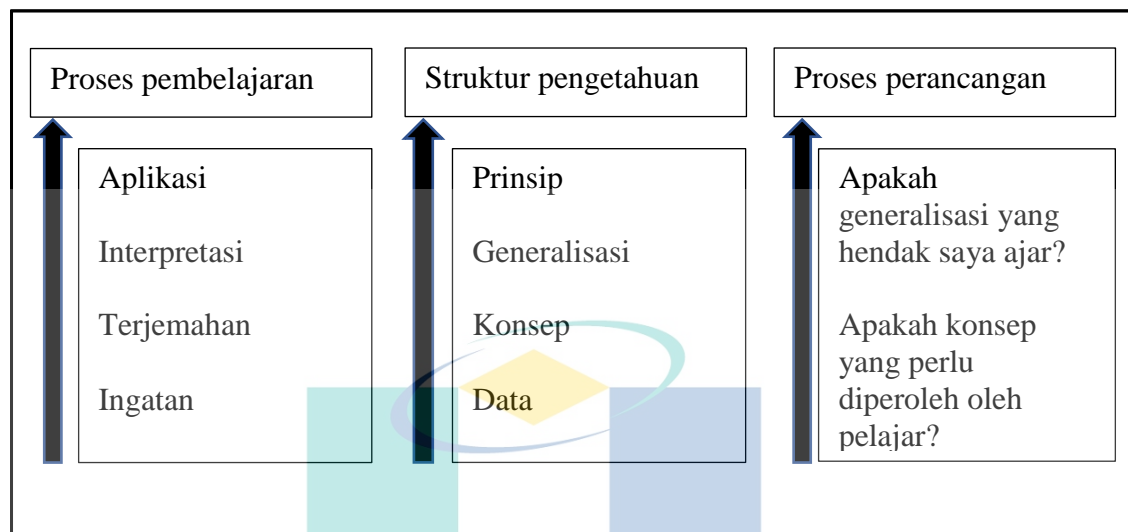 Proses pembelajaran
Struktur pengetahuan
Proses perancangan
Aplikasi
Interpretasi
Terjemahan
Ingatan
Prinsip
Generalisasi
Konsep
Data
Apakah
generalisasi yang
hendak saya ajar?
Apakah konsep
yang perlu
diperoleh oleh
pelajar?